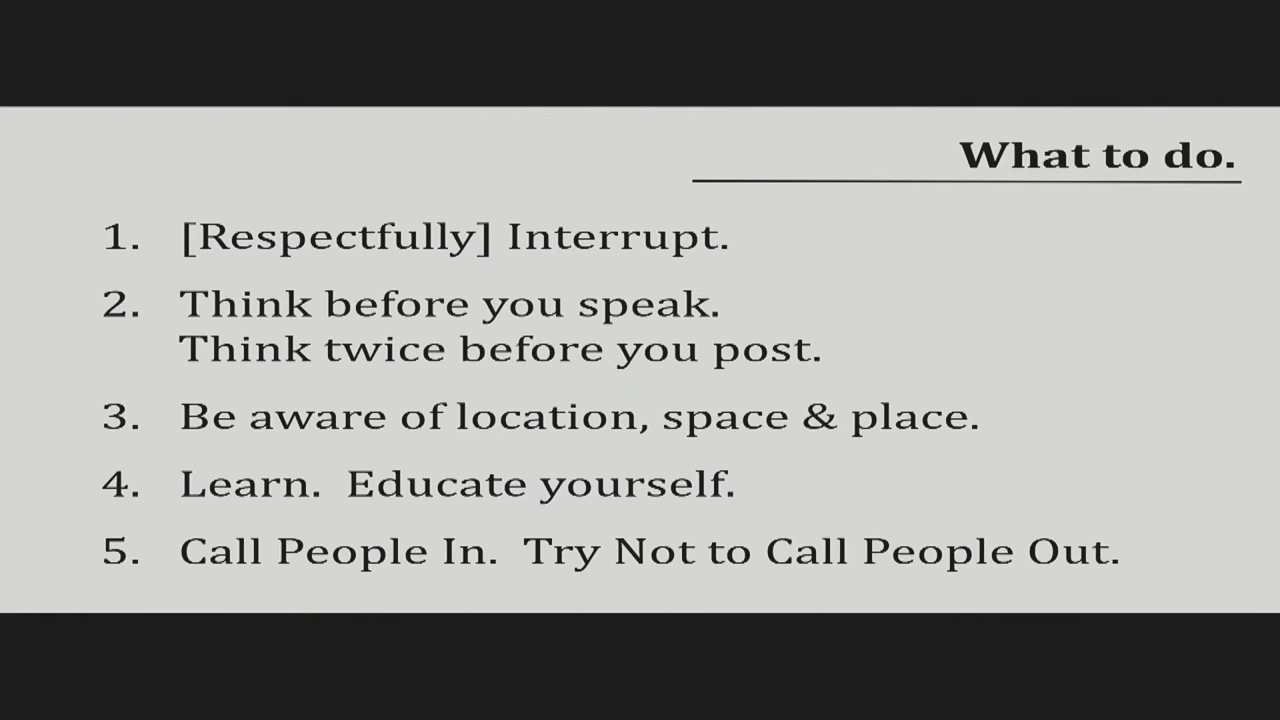 What to do.
1. [Respectfully] Interrupt.
2. Think before you speak.
Think twice before you post.
3. Be aware of location, space & place.
4. Learn.  Educate yourself.
5. Call People In.  Try Not to Call People Out.